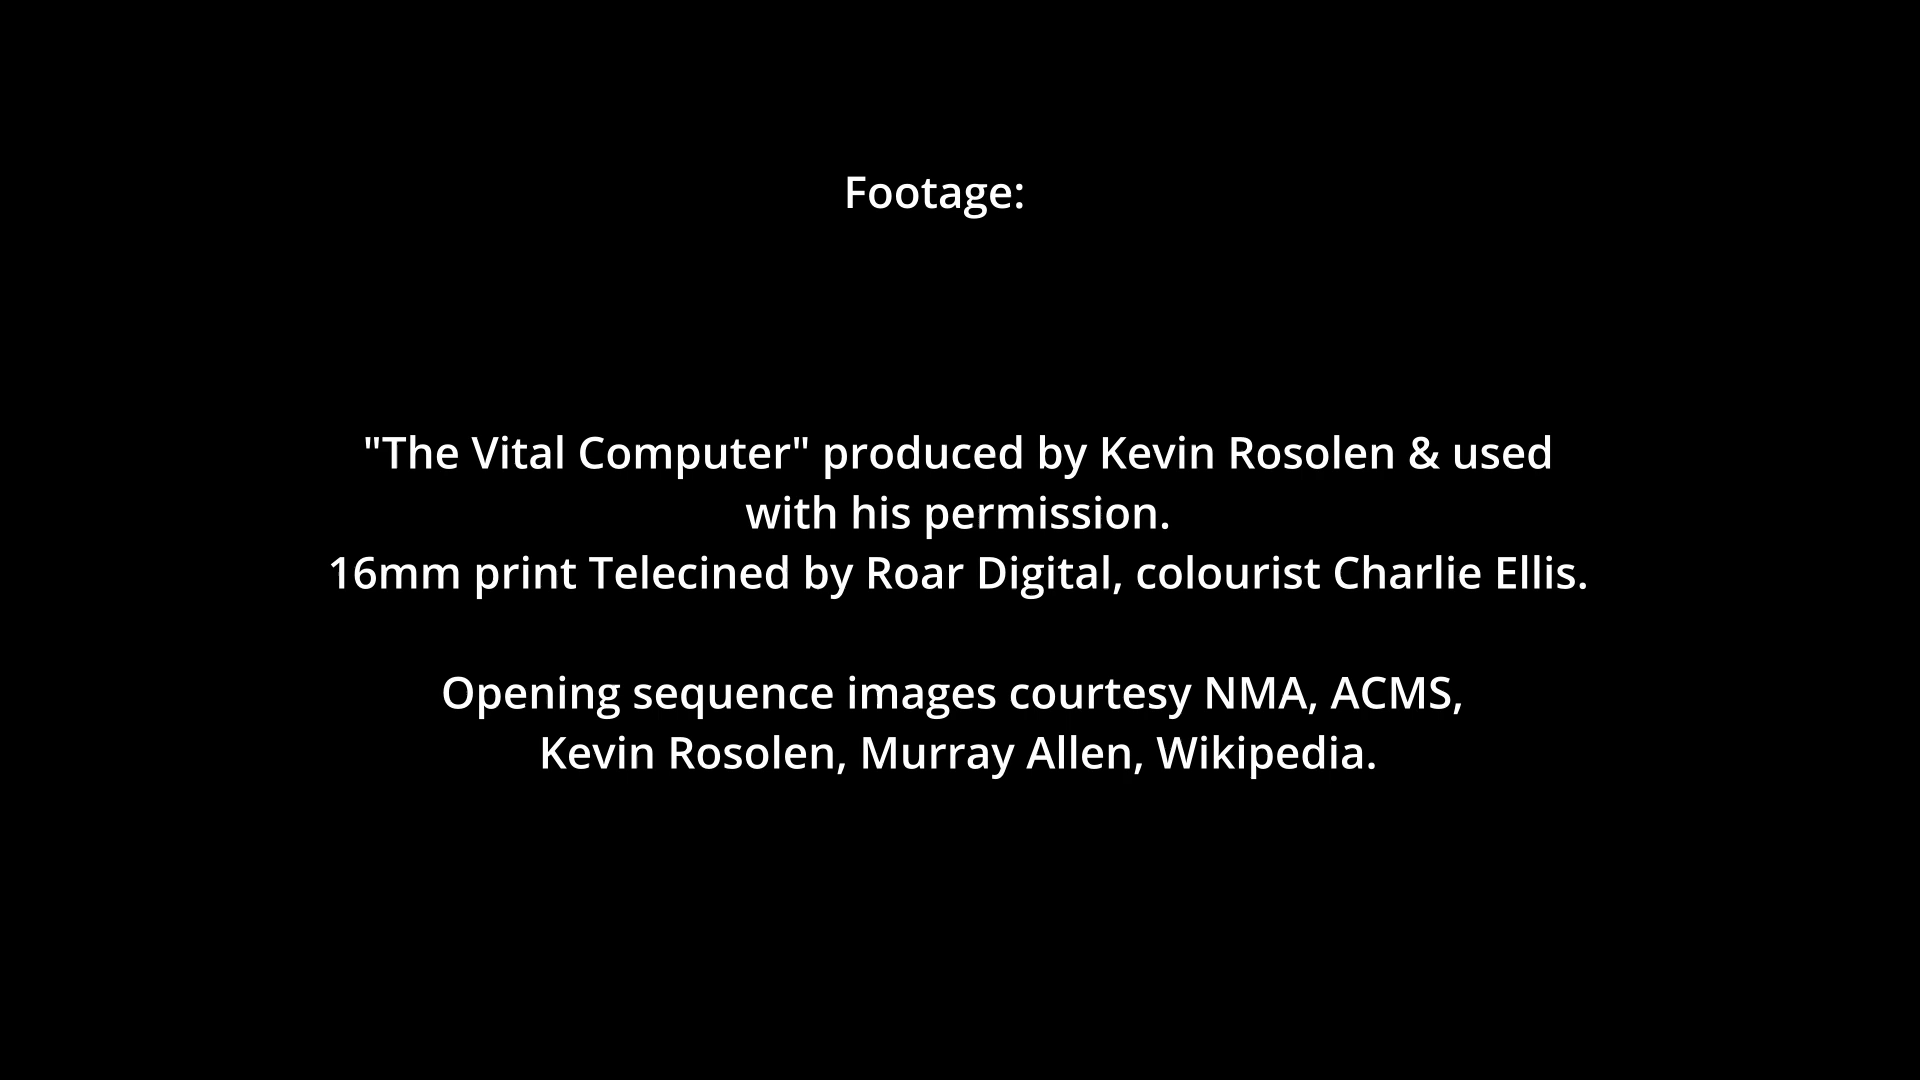 Footage:
"The Vital Computer" produced by Kevin Rosolen & used
with his permission.
16mm print Telecined by Roar Digital, colourist Charlie Ellis.
Opening sequence images courtesy NMA, ACMS,
Kevin Rosolen, Murray Allen, Wikipedia.